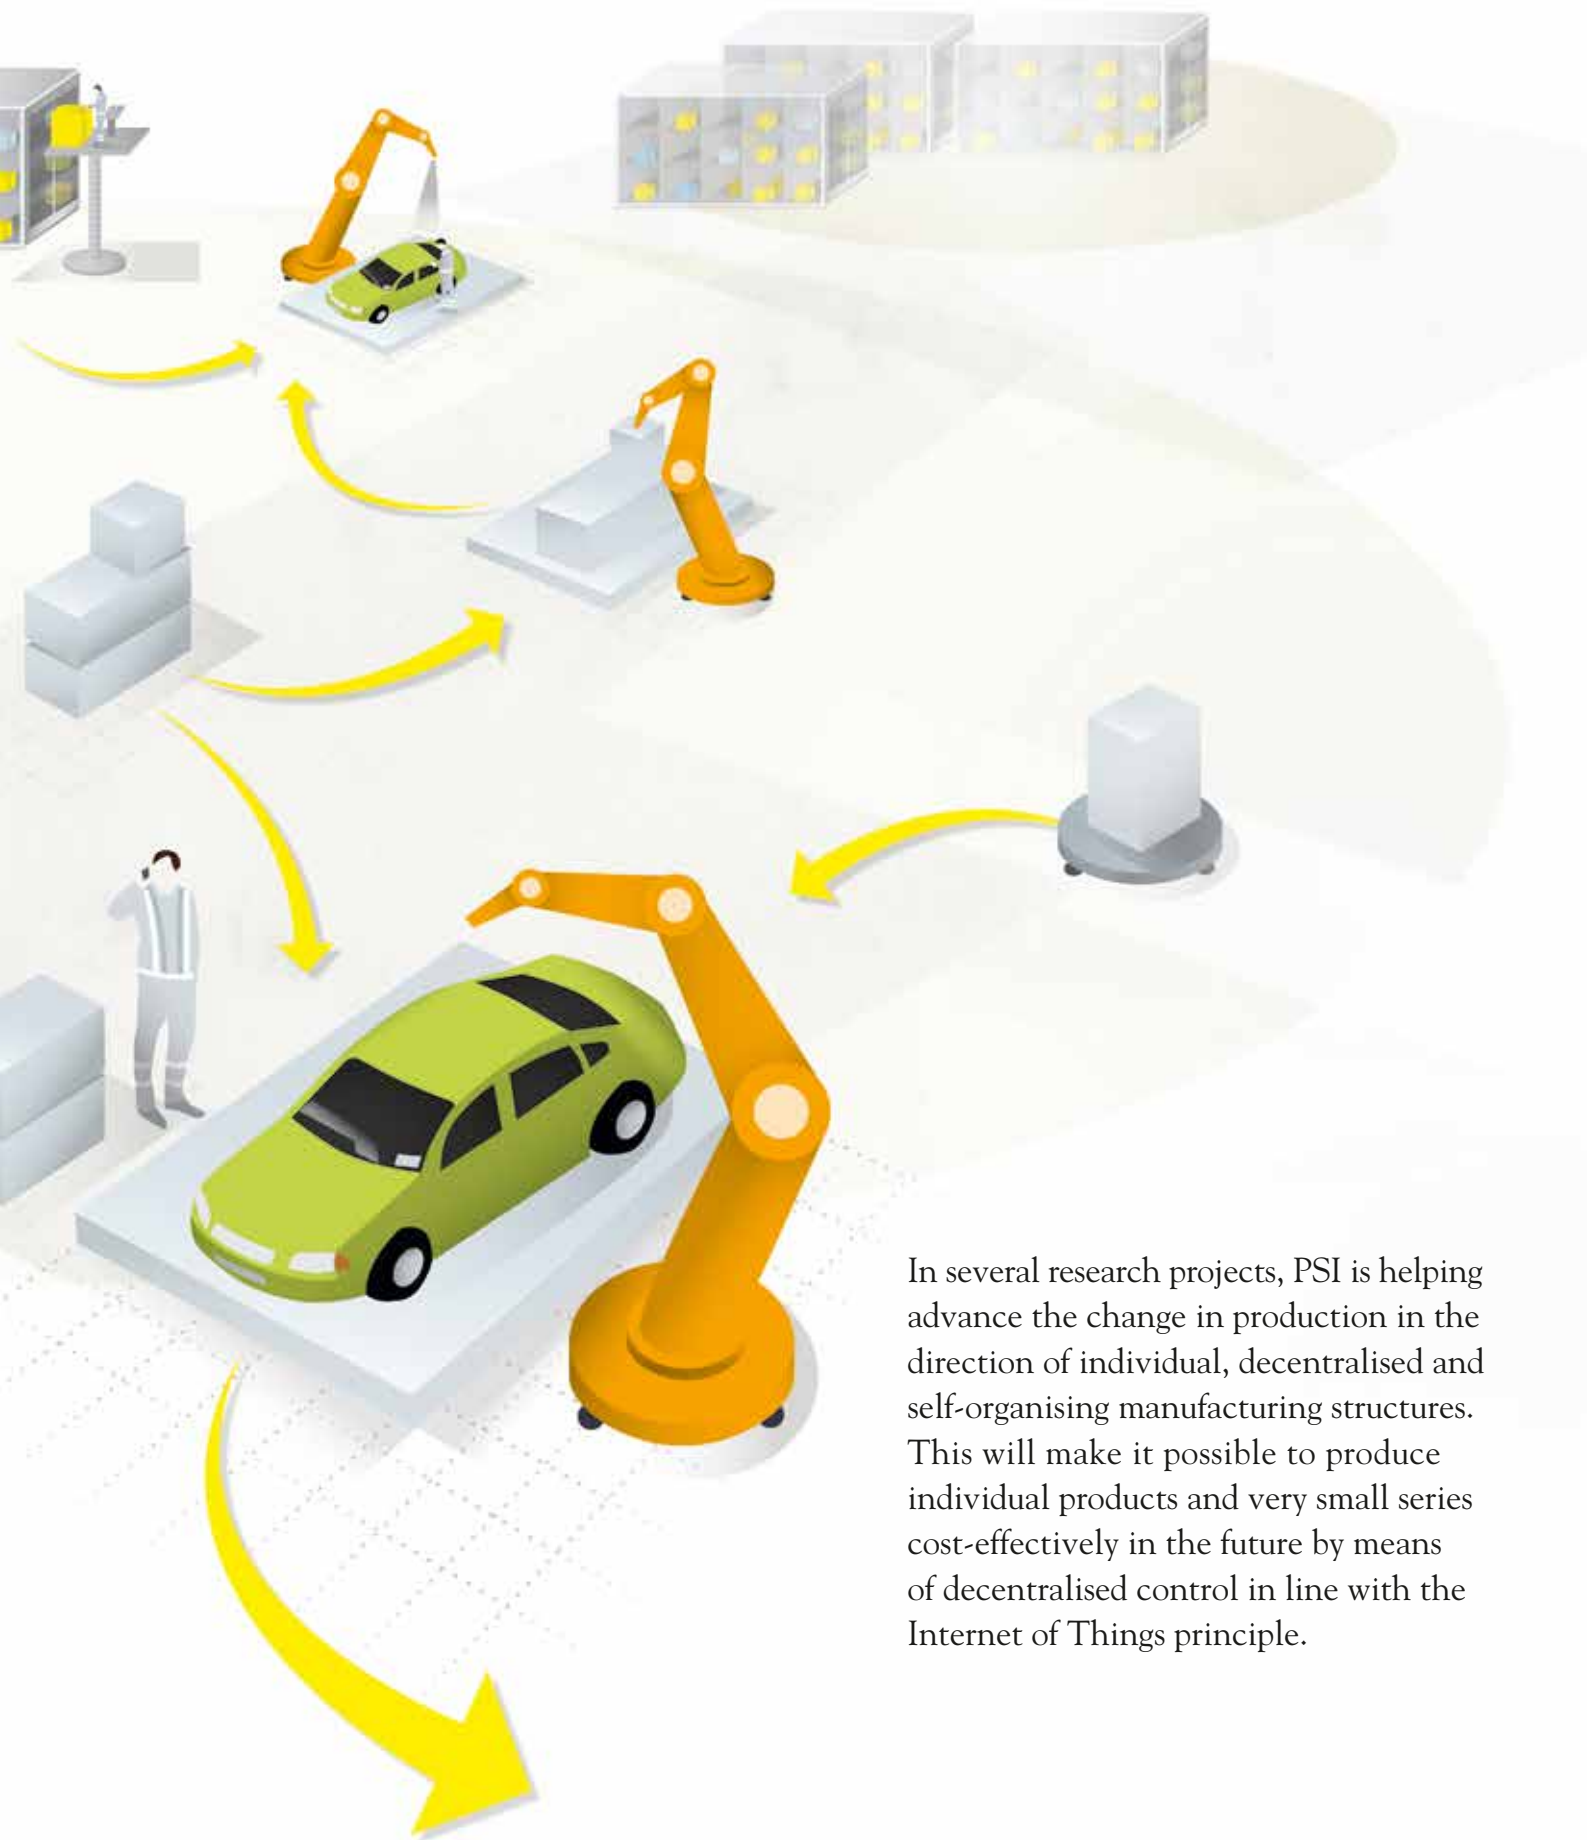 In several research projects, PSI is helping
advance the change in production in the
direction of individual, decentralised and
self-organising manufacturing structures.
This will make it possible to produce
individual products and very small series
cost-effectively in the future by means
of decentralised control in line with the
Internet of Things principle.